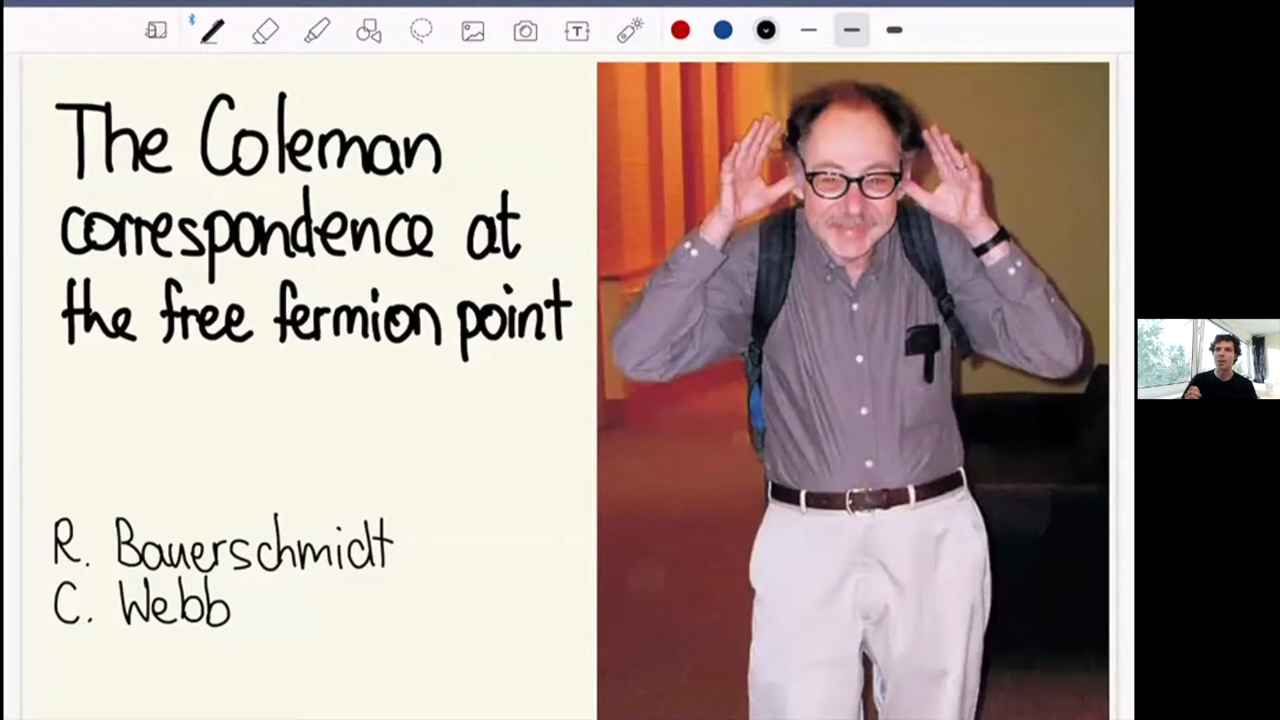 The Coleman
correspondence at
the free fermion point
R. Bauerschmidt
C. Webb